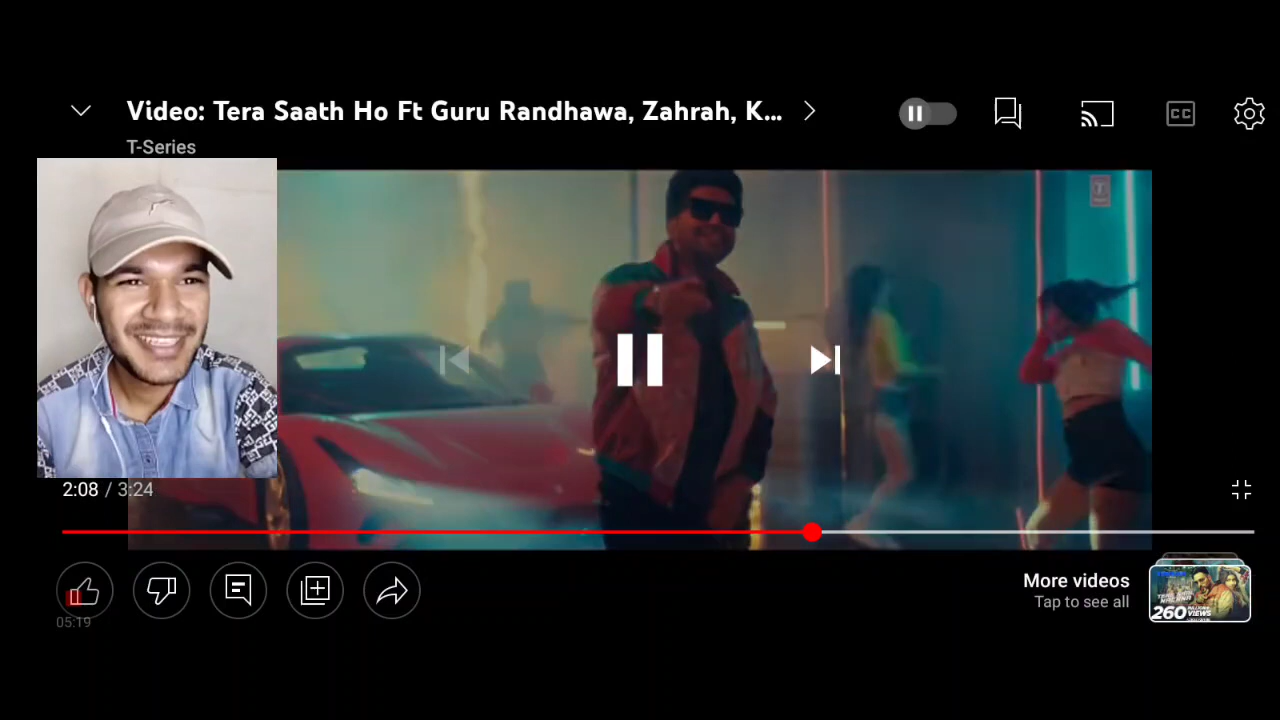 Video: Tera Saath Ho Ft Guru Randhawa, Zahrah, K...
T-Series
CC
2:08 / 3:24
More videos
Tap to see all
260
VIEWS
05:19